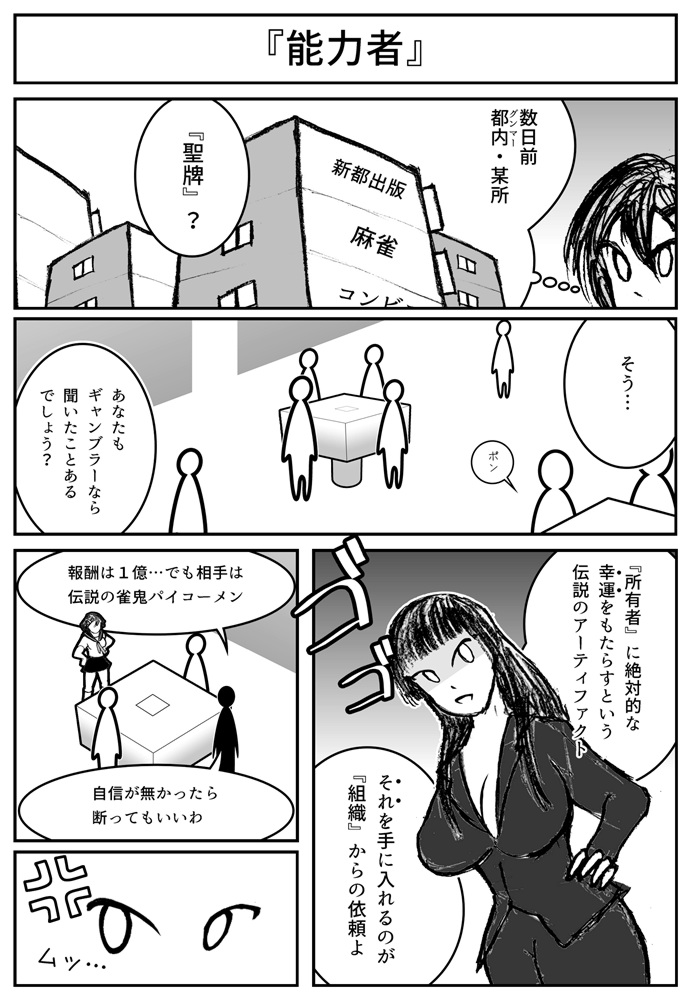 『能力者』
数日前
グンマー
都内・某所
『聖牌』?
新都出版
麻雀
コンビ
そう…
ポン
あなたも
ギャンブラーなら
聞いたことある
でしょう?
『所有者』に絶対的な
幸運をもたらすという
伝説のアーティファクト
ゴゴ
それを手に入れるのが
『組織』からの依頼よ
報酬は1億…でも相手は
伝説の雀鬼パイコーメン
自信が無かったら
断ってもいいわ
ムッ…